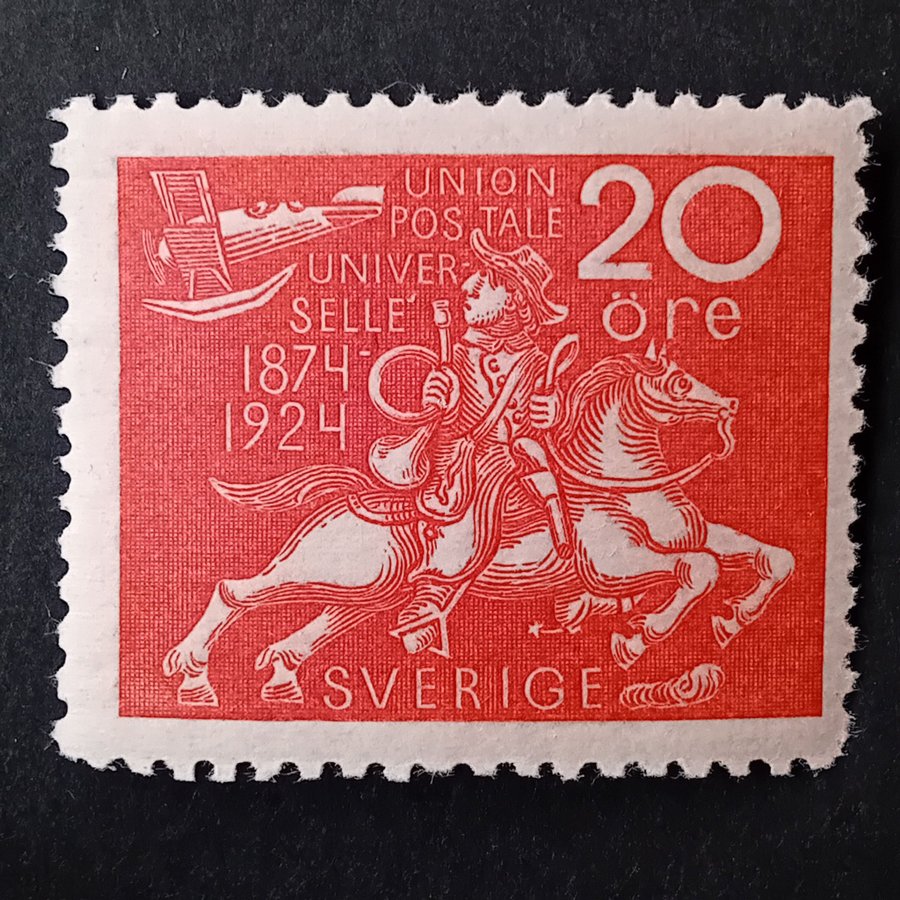 UNION
POSTALE
UNIVER-
SELLE
1874-
1924
20
öre
SVERIGE